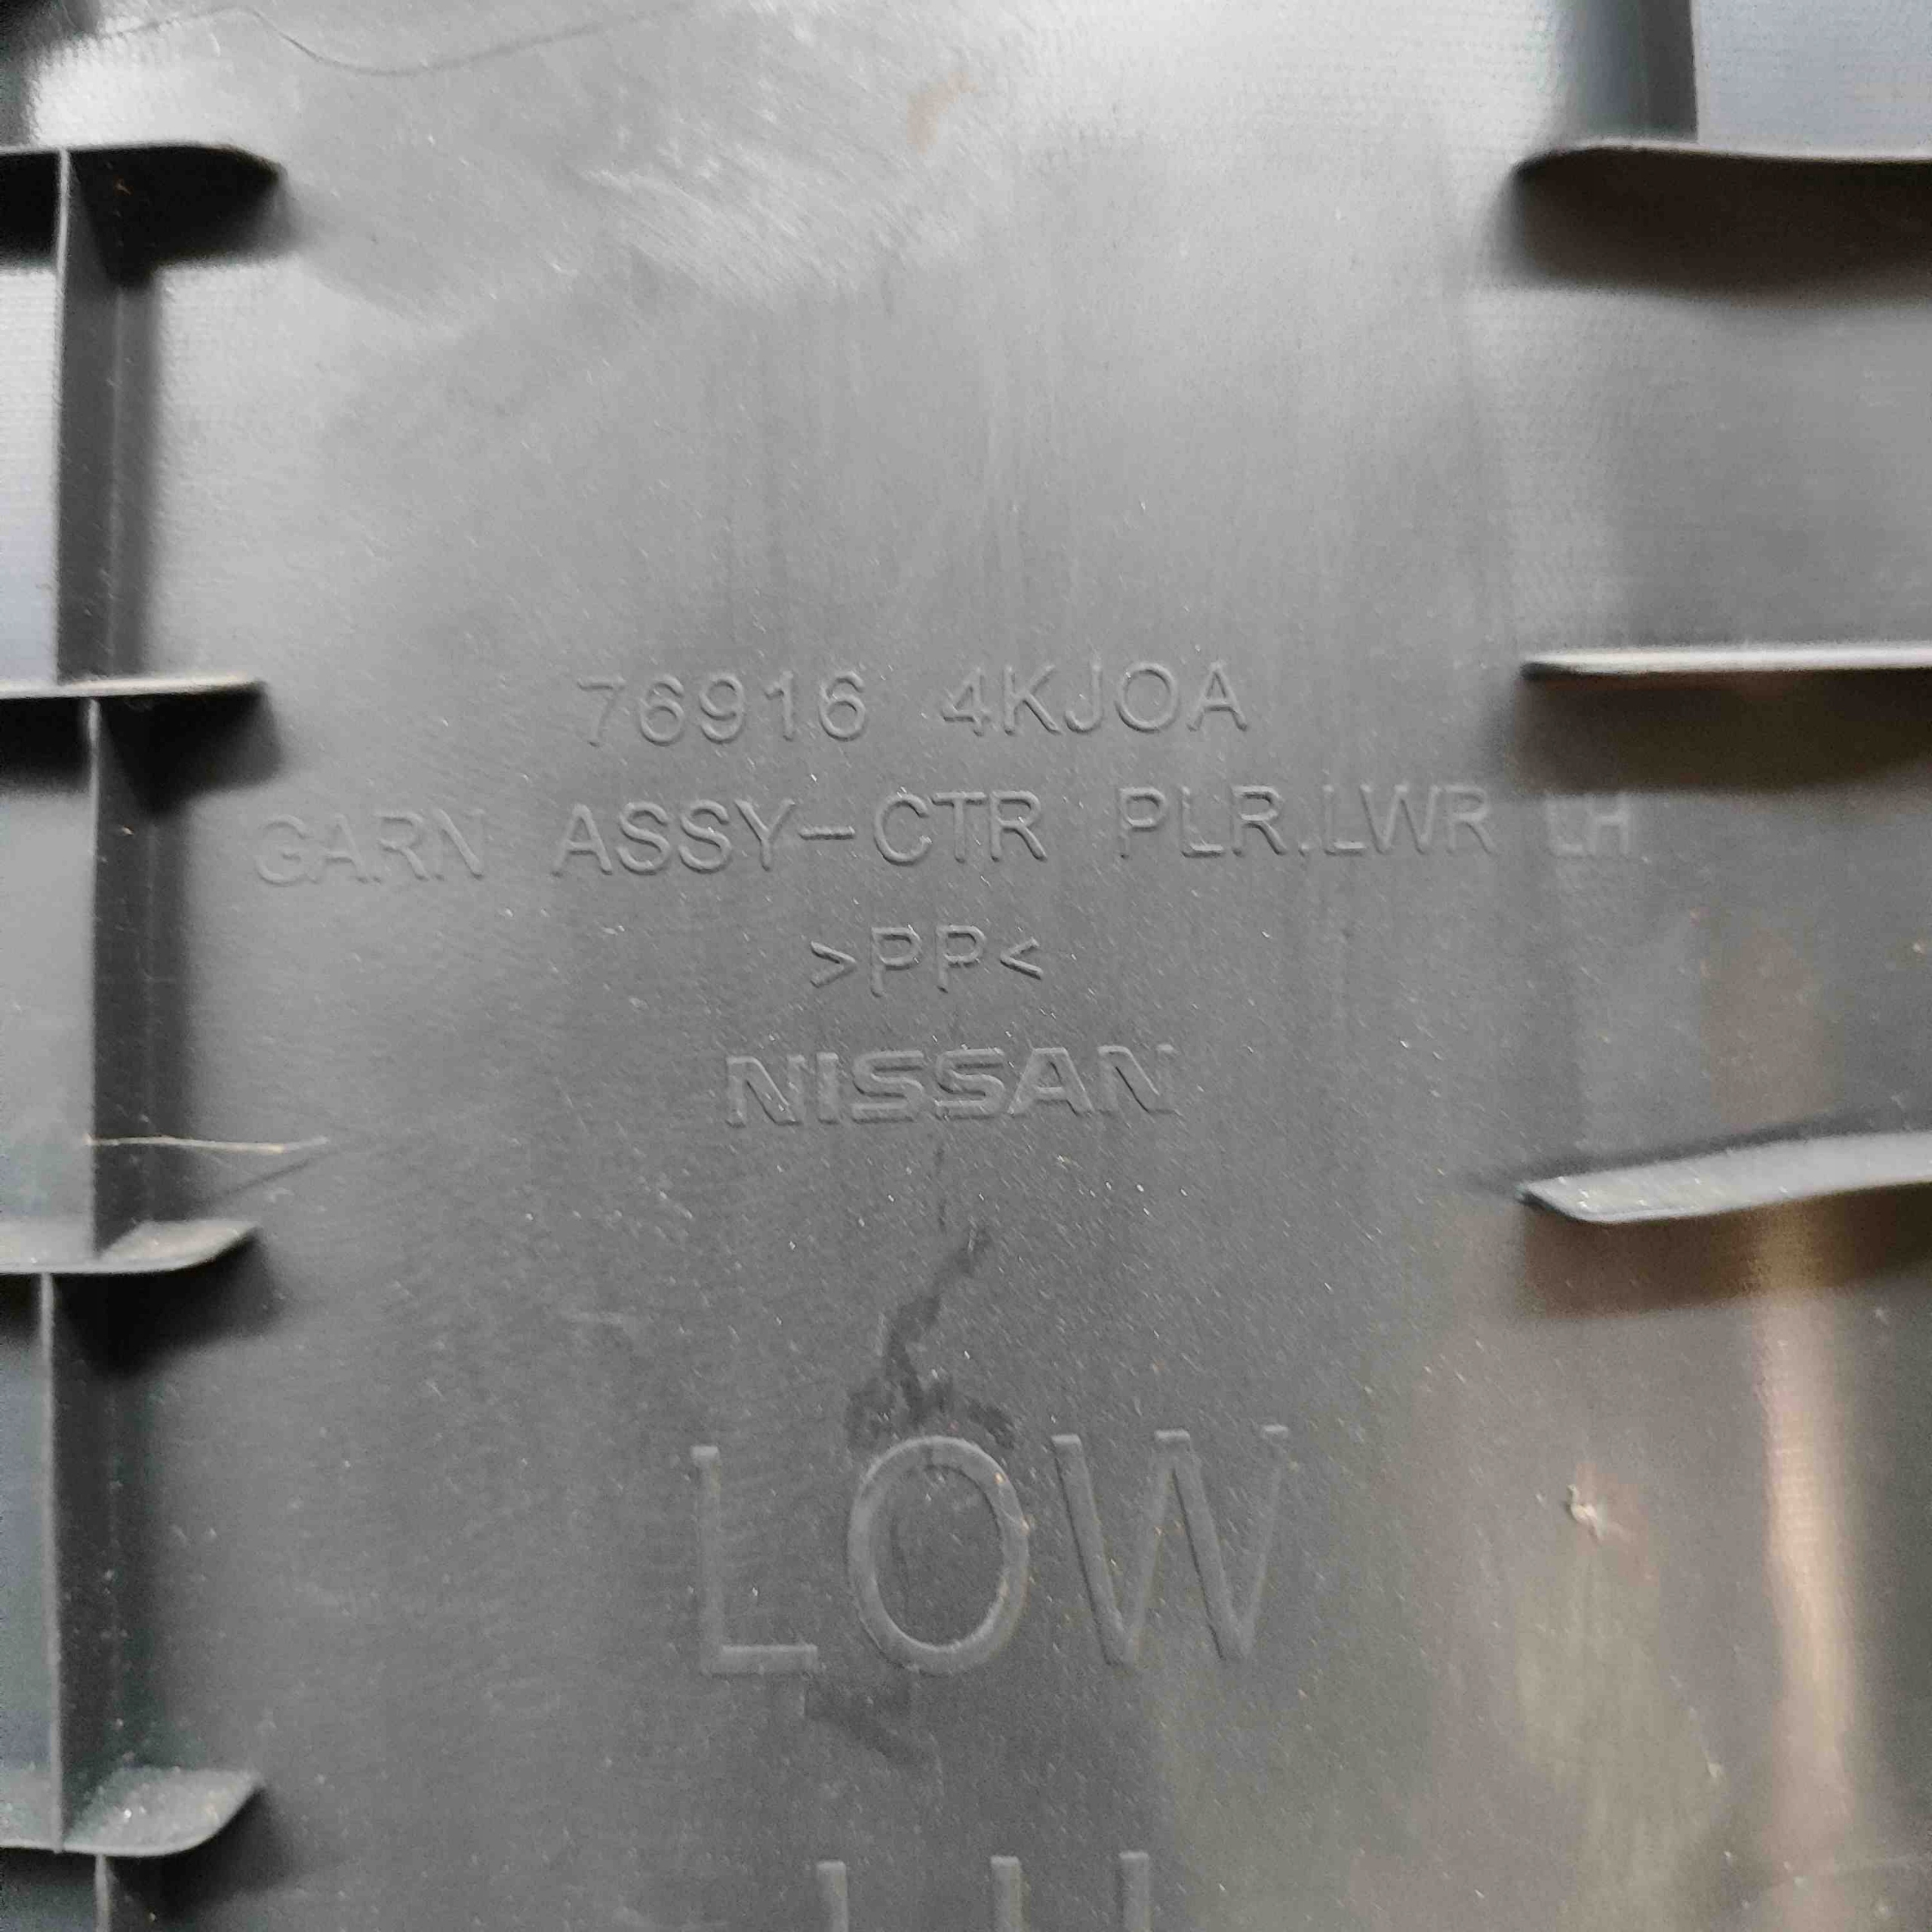 76916 4KJOA
GARN ASSY-CTR PLR.LWR LH
>PP<
NISSAN
LOW